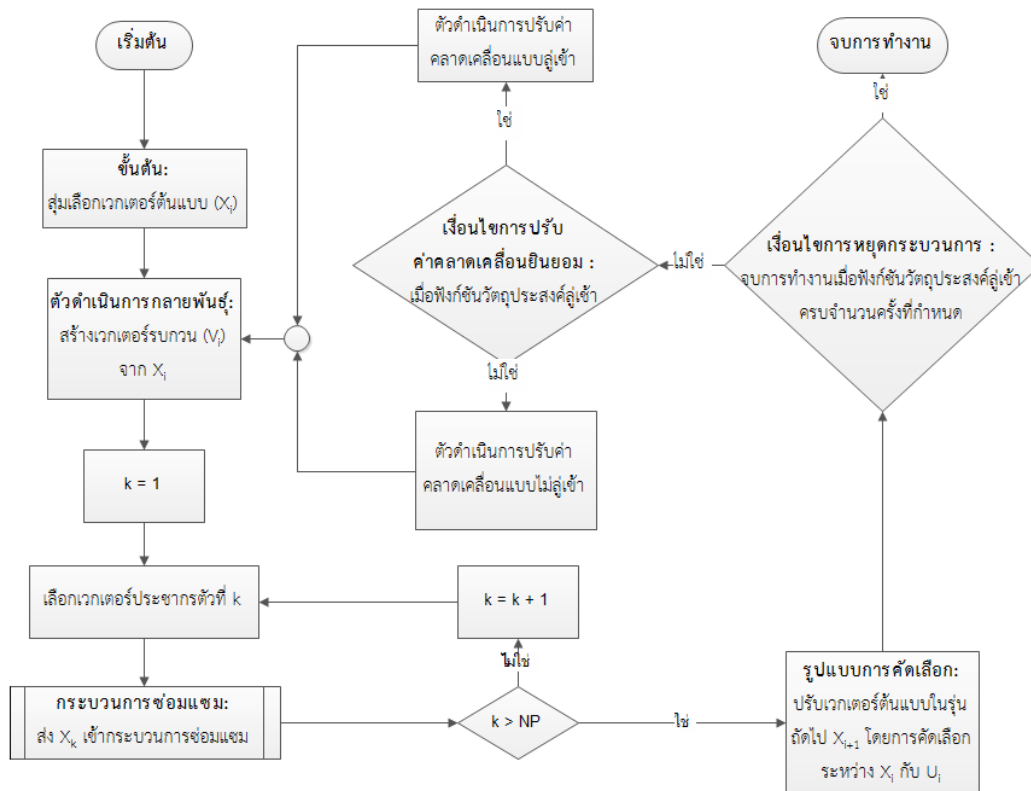 เริ่มต้น
ขั้นต้น:
สุ่มเลือกเวกเตอร์ต้นแบบ (Xi)
ตัวดำเนินการกลายพันธุ์:
สร้างเวกเตอร์รบกวน (Vi)
จาก Xi
k = 1
เลือกเวกเตอร์ประชากรตัวที่ k
กระบวนการซ่อมแซม:
ส่ง Xk เข้ากระบวนการซ่อมแซม
k > NP
ไม่ใช่
k = k + 1
ใช่
รูปแบบการคัดเลือก:
ปรับเวกเตอร์ต้นแบบในรุ่น
ถัดไป Xi+1 โดยการคัดเลือก
ระหว่าง Xi กับ Ui
เงื่อนไขการหยุดกระบวนการ :
จบการทำงานเมื่อฟังก์ชันวัตถุประสงค์ลู่เข้า
ครบจำนวนครั้งที่กำหนด
ใช่
จบการทำงาน
ไม่ใช่
เงื่อนไขการปรับ
ค่าคลาดเคลื่อนยินยอม :
เมื่อฟังก์ชันวัตถุประสงค์ลู่เข้า
ใช่
ตัวดำเนินการปรับค่า
คลาดเคลื่อนแบบลู่เข้า
ไม่ใช่
ตัวดำเนินการปรับค่า
คลาดเคลื่อนแบบไม่ลู่เข้า